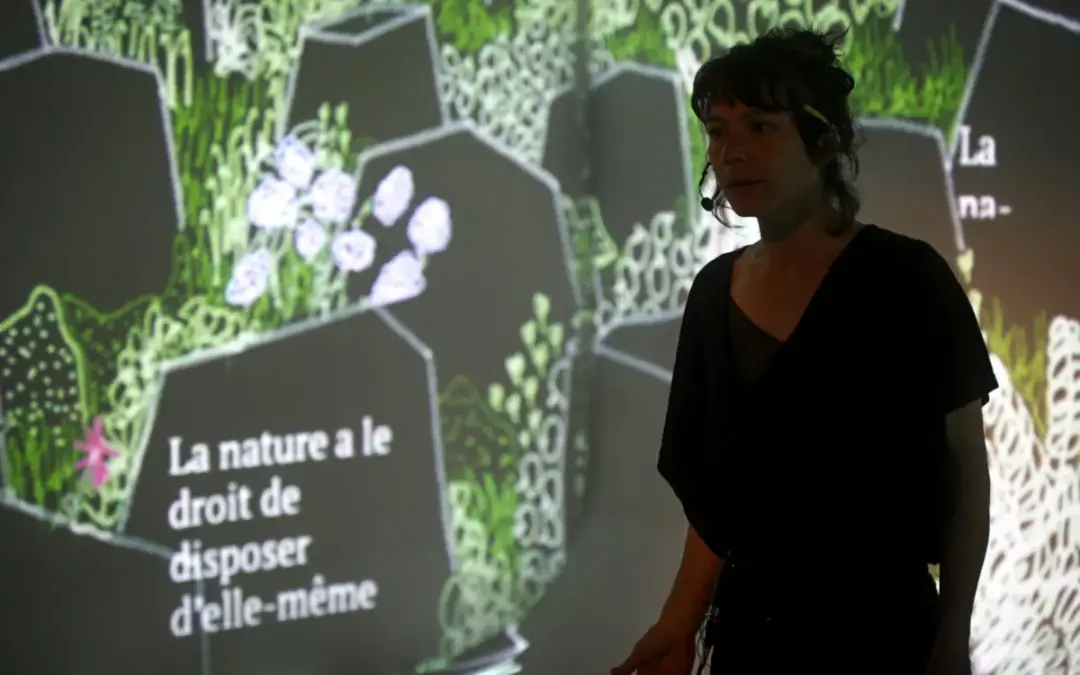 La nature a le
droit de
disposer
d'elle-même
La
na-